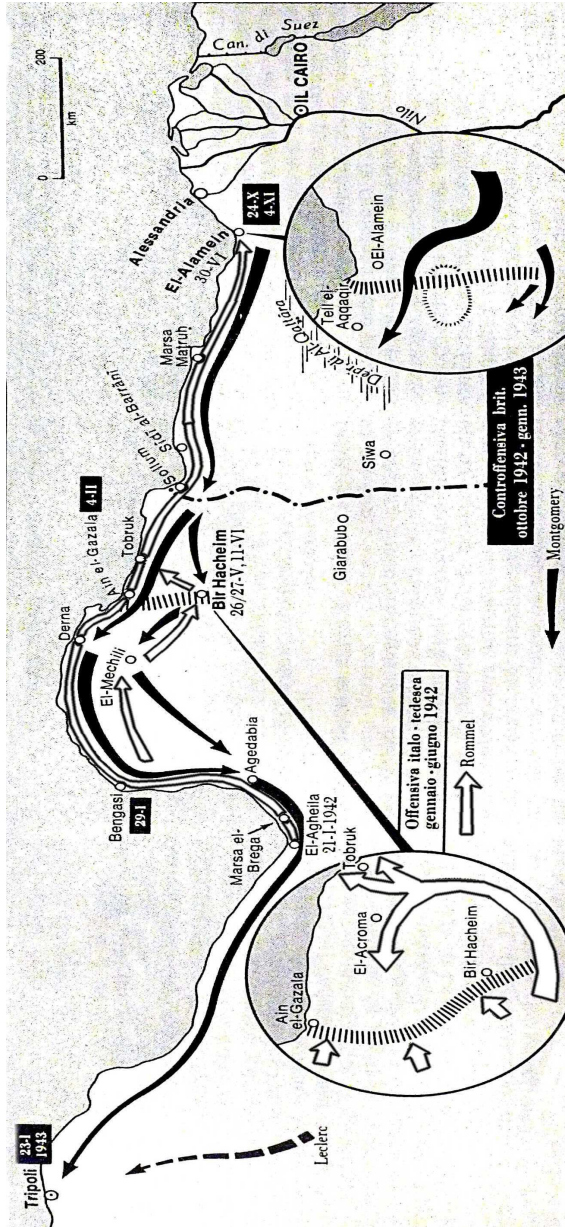 Tripoli
23-I
1943
Leclerc
Bengasi
29-I
Marsa el-
Brega
El-Agheila
21-I-1942
Agedabia
Derna
El-Mechili
Ain el-Gazala
4-II
Tobruk
Bir Hacheim
26/27-V, 11-VI
Sollum
Sidi al-Barrâni
Marsa
Matruh
Giarabub
Siwa
Depr. di Al
Qattara
Alessandria
El-Alamein
30-VI
24-X
4-XI
IL CAIRO
Nilo
Can. di Suez
0
200
km
Ain
el-Gazala
El-Acroma
Tobruk
Bir Hacheim
Offensiva italo-tedesca
gennaio-giugno 1942
Rommel
Tell el-
Aqqaqir
El-Alamein
Controffensiva brit.
ottobre 1942 - genn. 1943
Montgomery